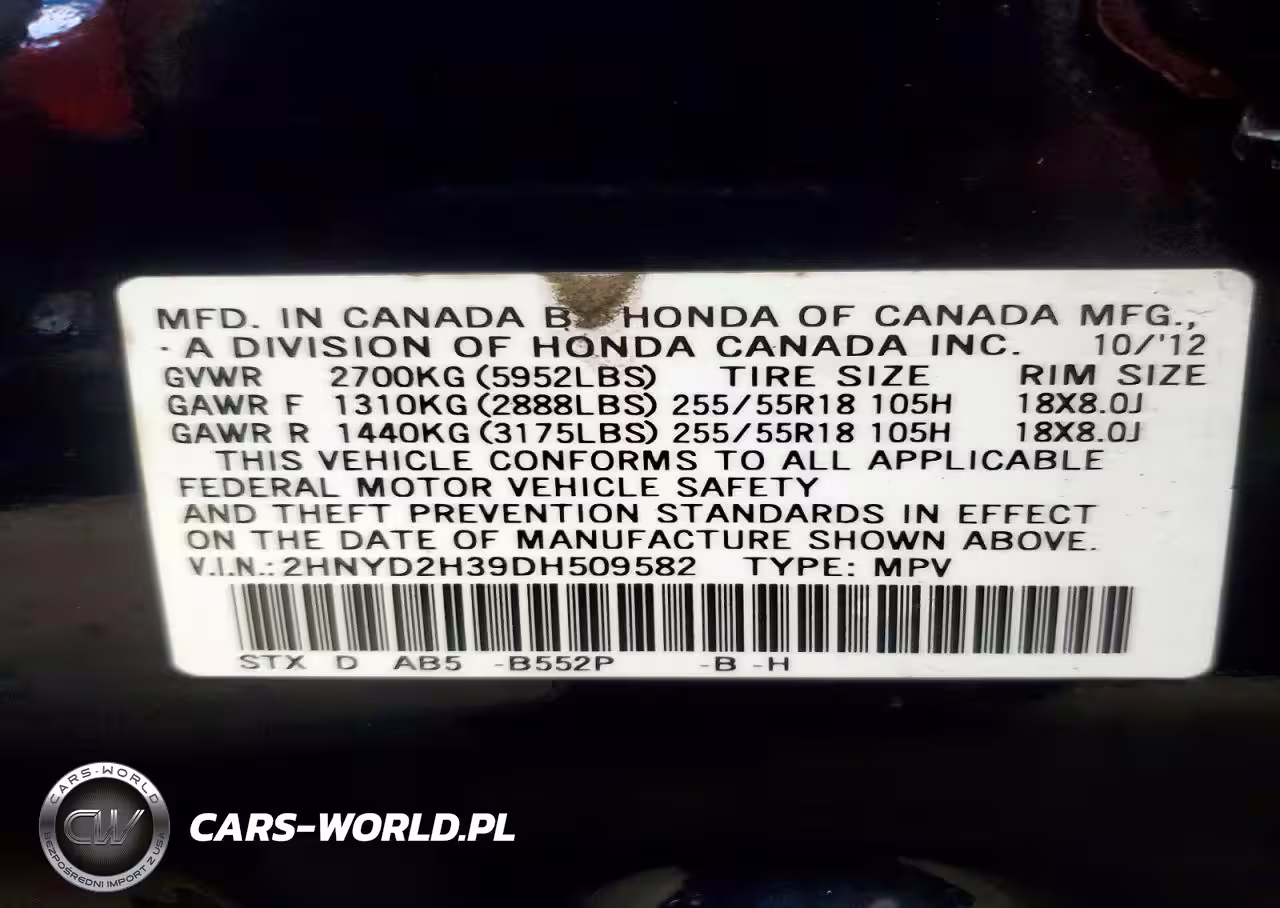 MFD. IN CANADA B HONDA OF CANADA MFG.,
A DIVISION OF HONDA CANADA INC. 10/'12
GVWR 2700KG (5952LBS) TIRE SIZE RIM SIZE
GAWR F 1310KG (2888LBS) 255/55R18 105H 18X8.0J
GAWR R 1440KG (3175LBS) 255/55R18 105H 18X8.0J
THIS VEHICLE CONFORMS TO ALL APPLICABLE
FEDERAL MOTOR VEHICLE SAFETY
AND THEFT PREVENTION STANDARDS IN EFFECT
ON THE DATE OF MANUFACTURE SHOWN ABOVE.
V.I.N.: 2HNYD2H39DH509582 TYPE: MPV
STX D AB5 -B552P -B -H
CARS-WORLD
CW
BEZPOŚREDNI IMPORT Z USA
CARS-WORLD.PL